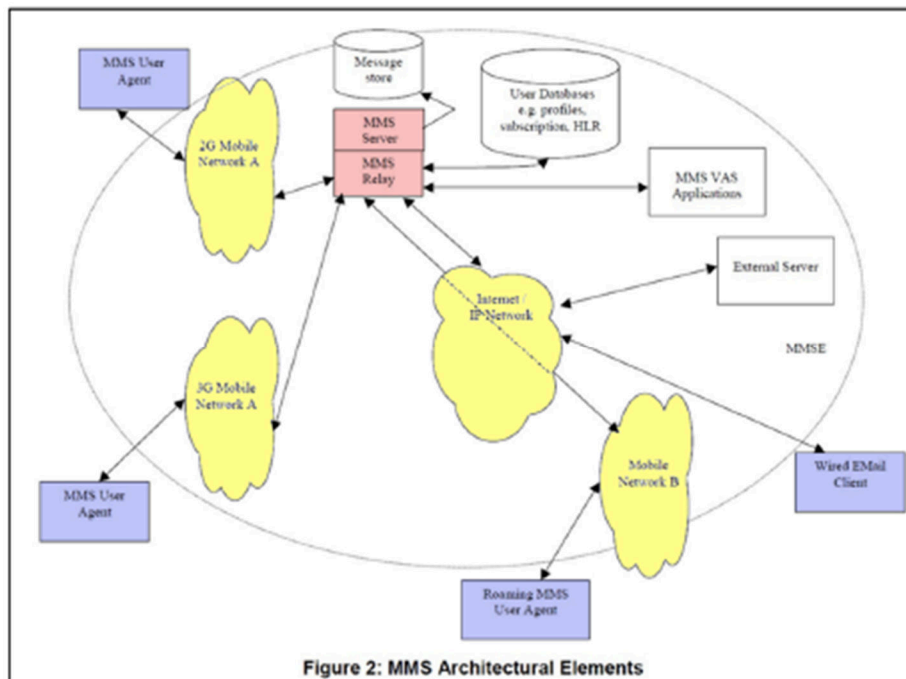 MMS User
Agent
Message
store
User Databases
e.g. profiles,
subscription, HLR
2G Mobile
Network A
MMS
Server
MMS
Relay
MMS VAS
Applications
External Server
Internet /
IP Network
MMSE
3G Mobile
Network A
MMS User
Agent
Mobile
Network B
Wired EMail
Client
Roaming MMS
User Agent
Figure 2: MMS Architectural Elements